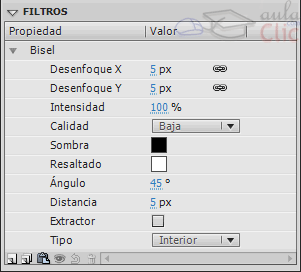 FILTROS
aula
Clic
Propiedad Valor
Bisel
Desenfoque X 5 px
Desenfoque Y 5 px
Intensidad 100 %
Calidad Baja
Sombra
Resaltado
Ángulo 45 °
Distancia 5 px
Extractor
Tipo Interior